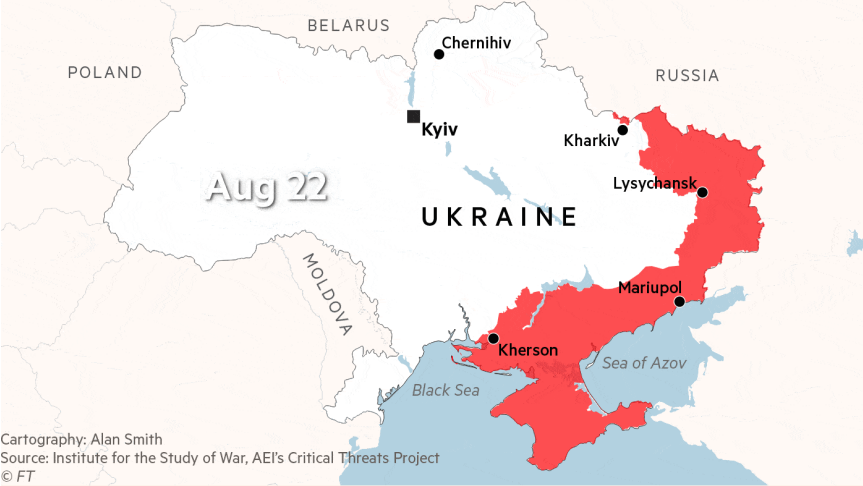 BELARUS
Chernihiv
POLAND
RUSSIA
Kyiv
Kharkiv
Aug 22
Lysychansk
UKRAINE
MOLDOVA
Mariupol
Kherson
Sea of Azov
Black Sea
Cartography: Alan Smith
Source: Institute for the Study of War, AEI's Critical Threats Project
© FT